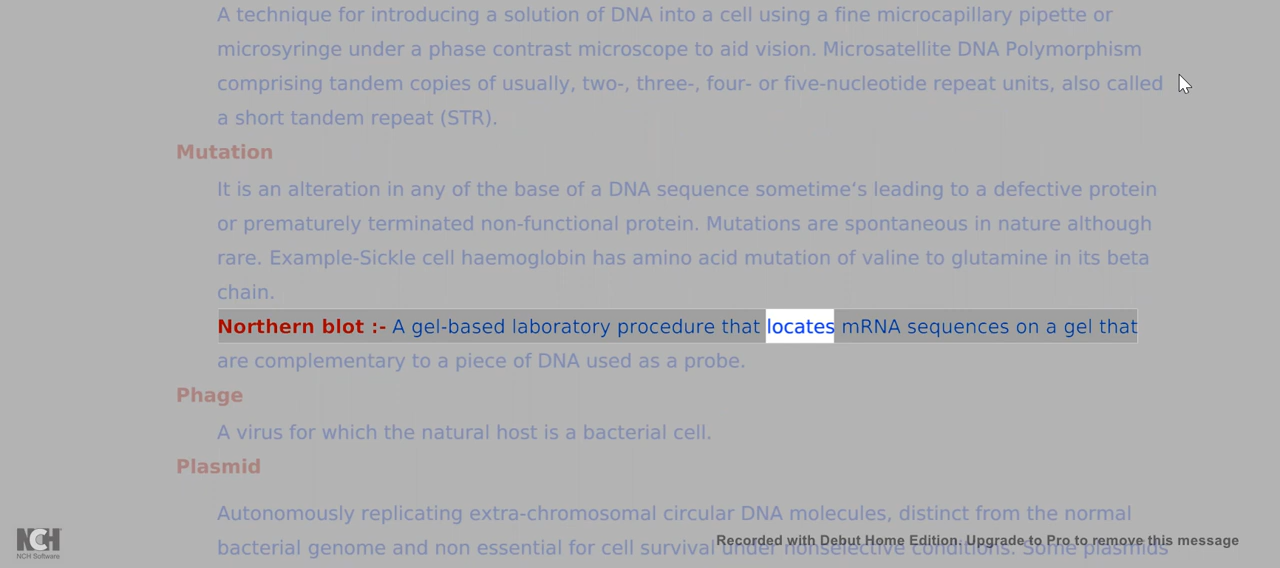 A technique for introducing a solution of DNA into a cell using a fine microcapillary pipette or
microsyringe under a phase contrast microscope to aid vision. Microsatellite DNA Polymorphism
comprising tandem copies of usually, two-, three-, four- or five-nucleotide repeat units, also called
a short tandem repeat (STR).
Mutation
It is an alteration in any of the base of a DNA sequence sometime's leading to a defective protein
or prematurely terminated non-functional protein. Mutations are spontaneous in nature although
rare. Example-Sickle cell haemoglobin has amino acid mutation of valine to glutamine in its beta
chain.
Northern blot :- A gel-based laboratory procedure that locates mRNA sequences on a gel that
are complementary to a piece of DNA used as a probe.
Phage
A virus for which the natural host is a bacterial cell.
Plasmid
Autonomously replicating extra-chromosomal circular DNA molecules, distinct from the normal
bacterial genome and non essential for cell survival under nonselective conditions. Some plasmids
Recorded with Debut Home Edition. Upgrade to Pro to remove this message
NCH
NCH Software